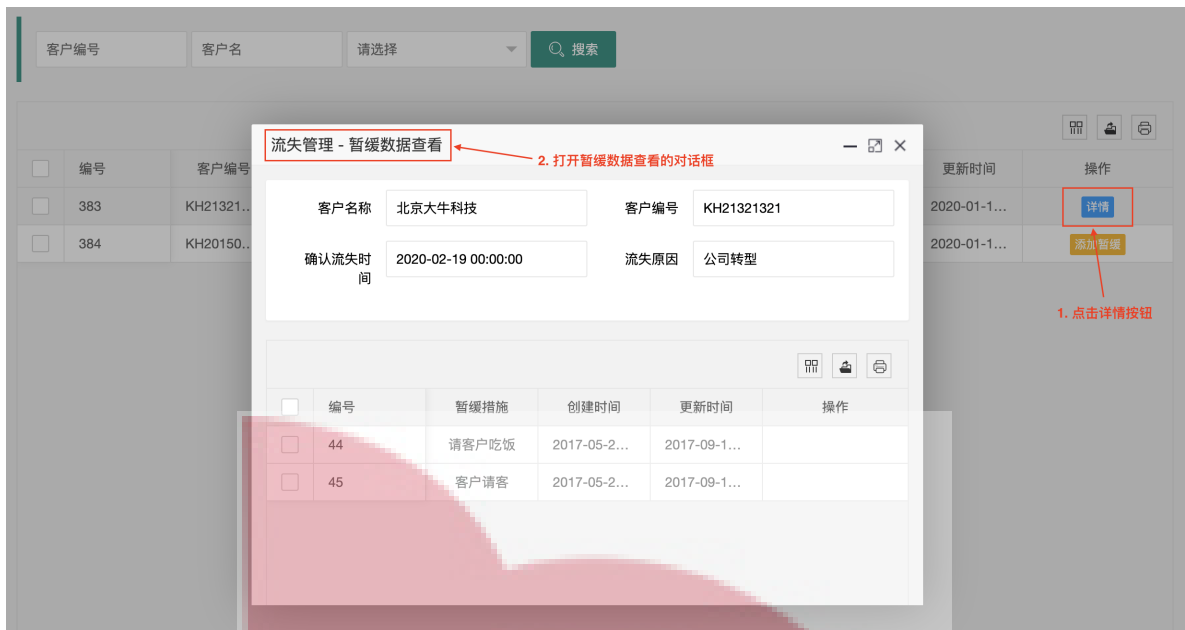 客户编号 客户名 请选择 搜索
流失管理 - 暂缓数据查看
2. 打开暂缓数据查看的对话框
编号 客户编号 更新时间 操作
383 KH21321... 2020-01-1... 详情
384 KH20150... 2020-01-1... 添加暂缓
1. 点击详情按钮
客户名称 北京大牛科技 客户编号 KH21321321
确认流失时间 2020-02-19 00:00:00 流失原因 公司转型
编号 暂缓措施 创建时间 更新时间 操作
44 请客户吃饭 2017-05-2... 2017-09-1...
45 客户请客 2017-05-2... 2017-09-1...